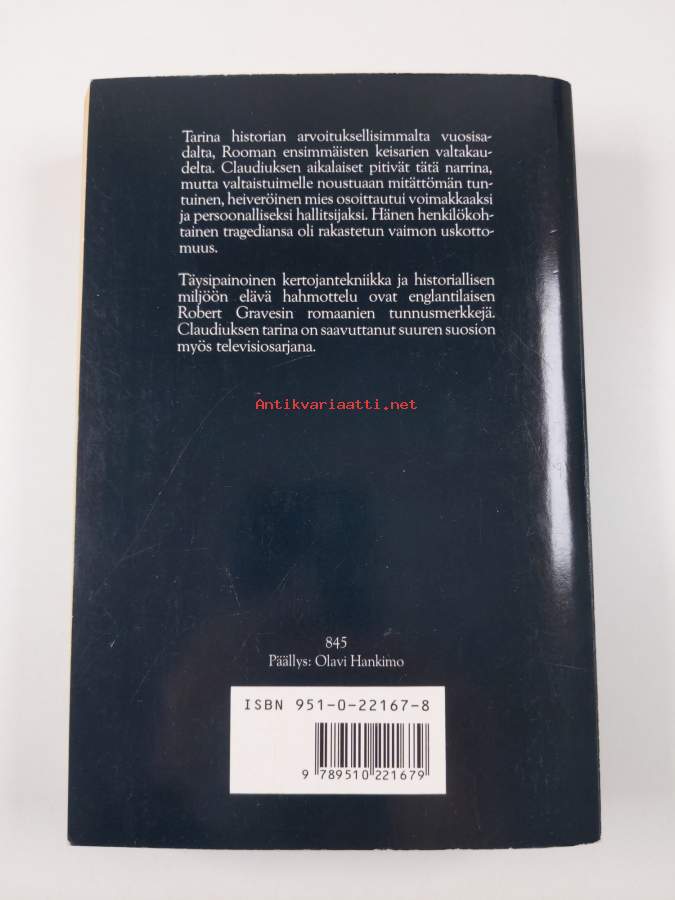 Tarina historian arvoituksellisimmalta vuosisa-
dalta, Rooman ensimmäisten keisarien valtakau-
delta. Claudiuksen aikalaiset pitivät tätä narrina,
mutta valtaistuimelle noustuaan mitättömän tun-
tuinen, heiveröinen mies osoittautui voimakkaaksi
ja persoonalliseksi hallitsijaksi. Hänen henkilökoh-
tainen tragediansa oli rakastetun vaimon uskotto-
muus.
Täysipainoinen kertojantekniikka ja historiallisen
miljöön elävä hahmottelu ovat englantilaisen
Robert Gravesin romaanien tunnusmerkkejä.
Claudiuksen tarina on saavuttanut suuren suosion
myös televisiosarjana.
Antikvariaatti.net
845
Päällys: Olavi Hankimo
ISBN 951-0-22167-8
9 789510 221679